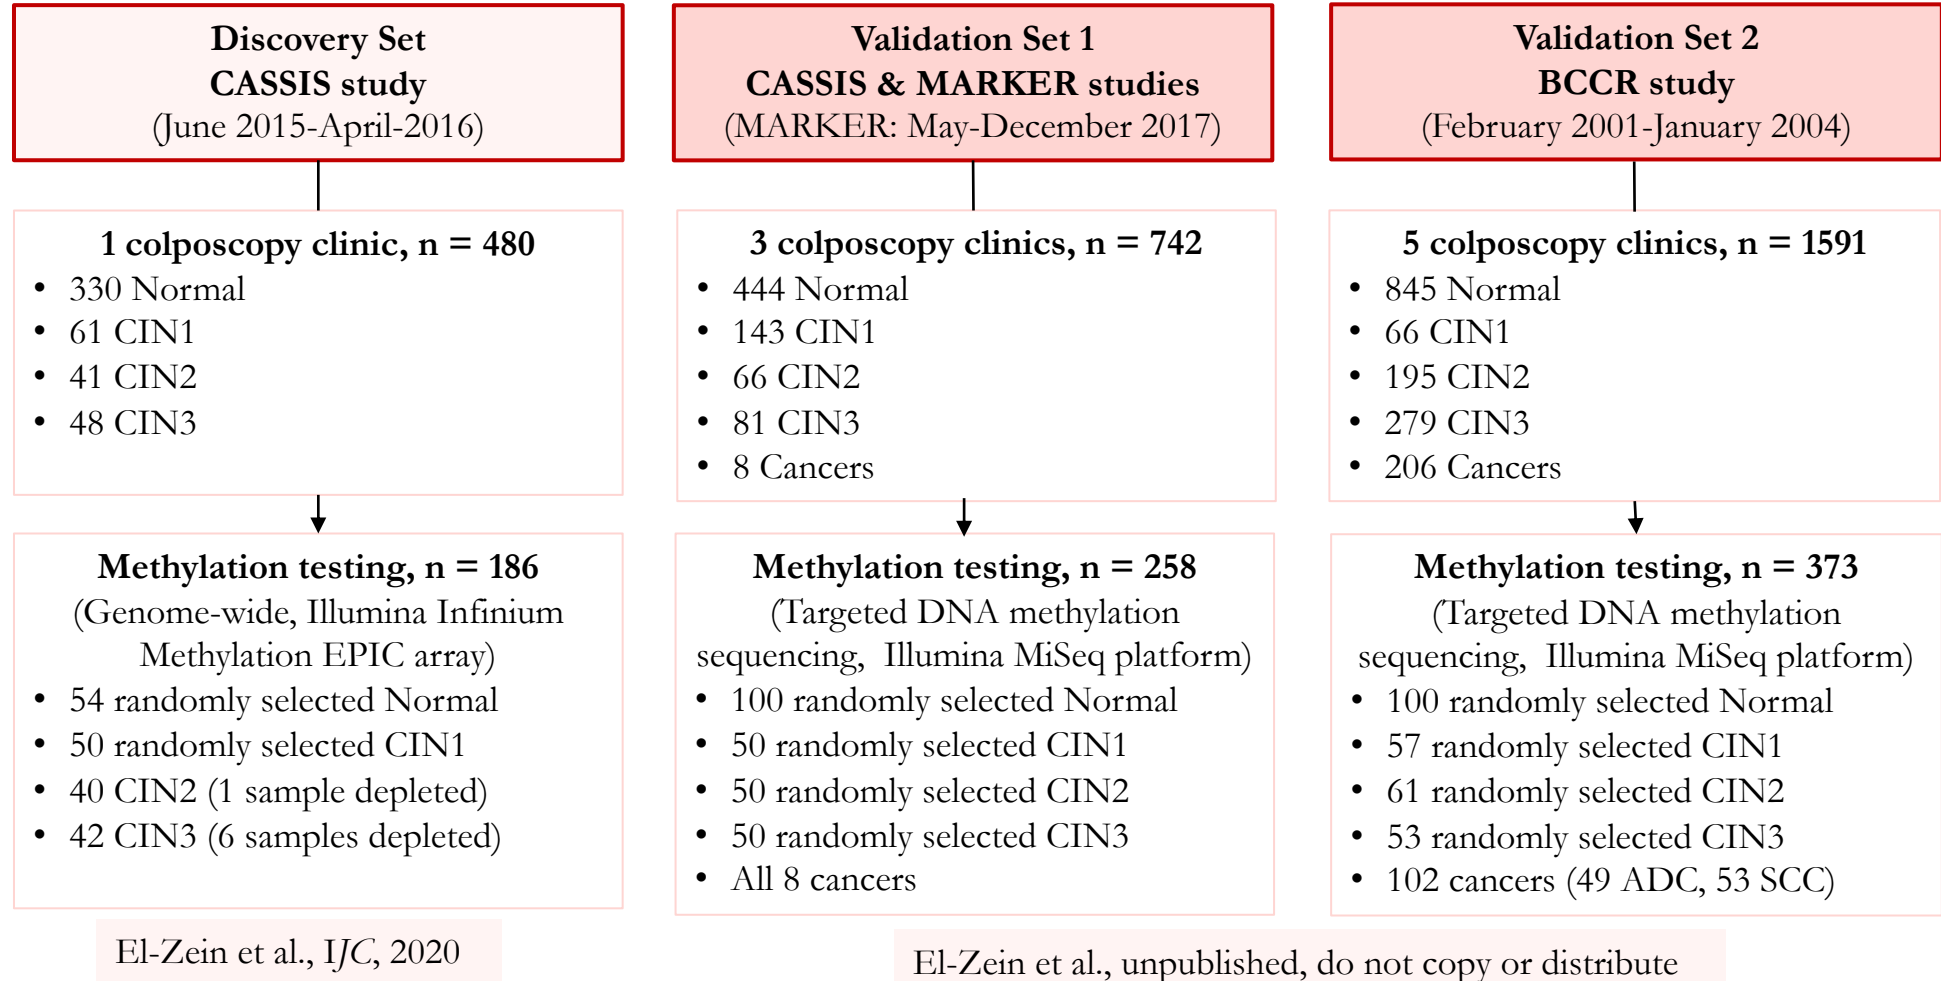 Discovery Set
CASSIS study
(June 2015-April-2016)
1 colposcopy clinic, n = 480
• 330 Normal
• 61 CIN1
• 41 CIN2
• 48 CIN3
Methylation testing, n = 186
(Genome-wide, Illumina Infinium
Methylation EPIC array)
• 54 randomly selected Normal
• 50 randomly selected CIN1
• 40 CIN2 (1 sample depleted)
• 42 CIN3 (6 samples depleted)
El-Zein et al., IJC, 2020
Validation Set 1
CASSIS & MARKER studies
(MARKER: May-December 2017)
3 colposcopy clinics, n = 742
• 444 Normal
• 143 CIN1
• 66 CIN2
• 81 CIN3
• 8 Cancers
Methylation testing, n = 258
(Targeted DNA methylation
sequencing, Illumina MiSeq platform)
• 100 randomly selected Normal
• 50 randomly selected CIN1
• 50 randomly selected CIN2
• 50 randomly selected CIN3
• All 8 cancers
Validation Set 2
BCCR study
(February 2001-January 2004)
5 colposcopy clinics, n = 1591
• 845 Normal
• 66 CIN1
• 195 CIN2
• 279 CIN3
• 206 Cancers
Methylation testing, n = 373
(Targeted DNA methylation
sequencing, Illumina MiSeq platform)
• 100 randomly selected Normal
• 57 randomly selected CIN1
• 61 randomly selected CIN2
• 53 randomly selected CIN3
• 102 cancers (49 ADC, 53 SCC)
El-Zein et al., unpublished, do not copy or distribute